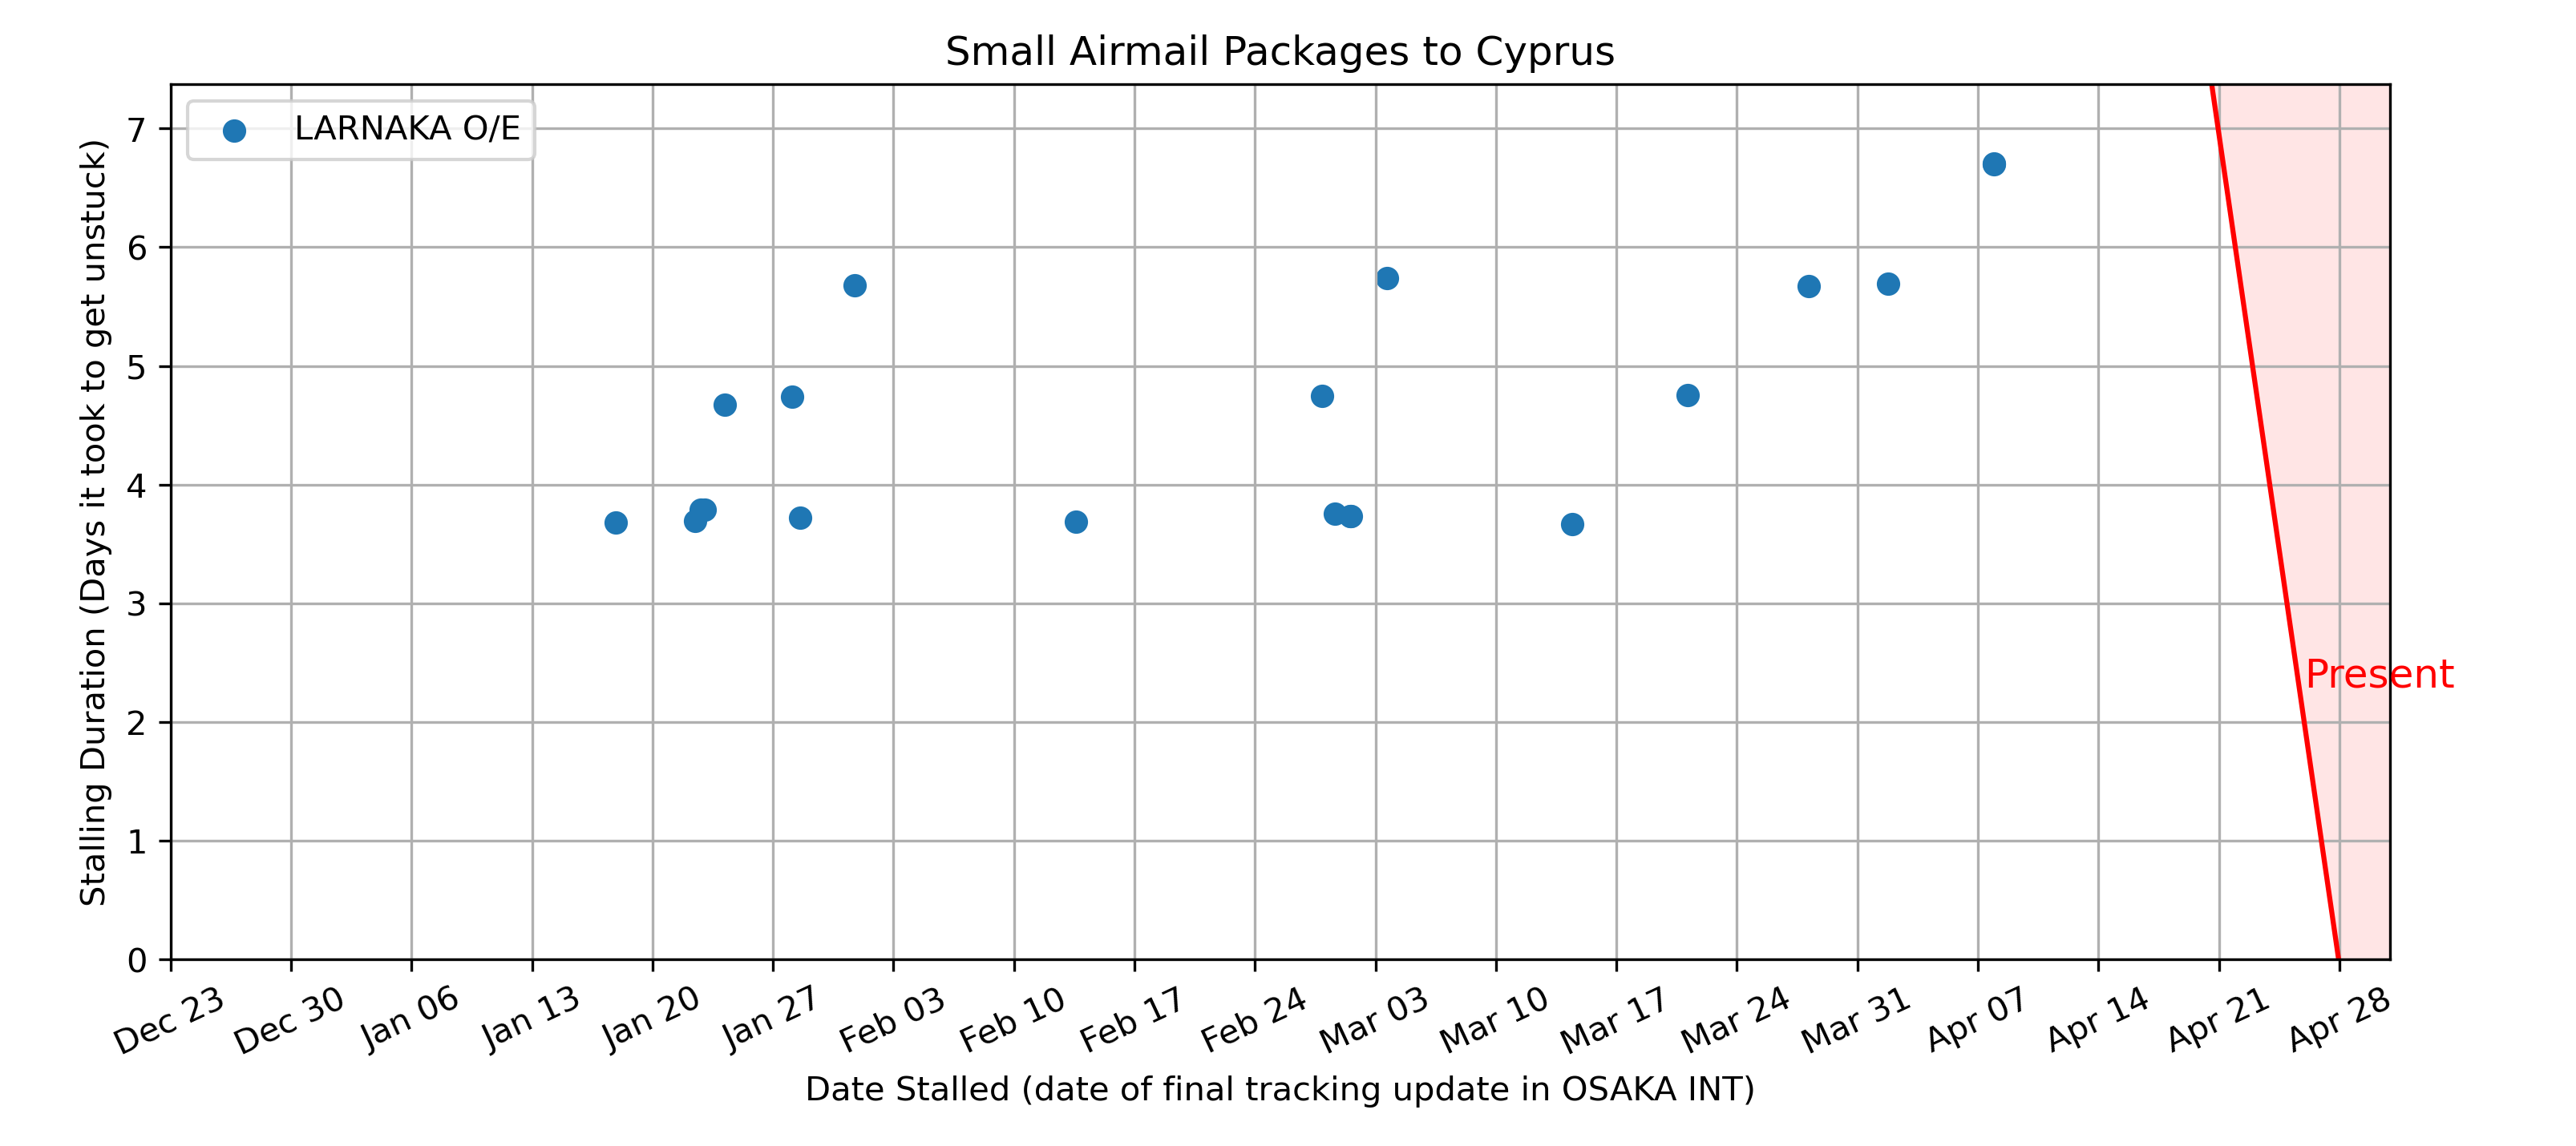 Small Airmail Packages to Cyprus
LARNAKA O/E
Stalling Duration (Days it took to get unstuck)
7
6
5
4
3
2
1
0
Present
Dec 23 Dec 30 Jan 06 Jan 13 Jan 20 Jan 27 Feb 03 Feb 10 Feb 17 Feb 24 Mar 03 Mar 10 Mar 17 Mar 24 Mar 31 Apr 07 Apr 14 Apr 21 Apr 28
Date Stalled (date of final tracking update in OSAKA INT)